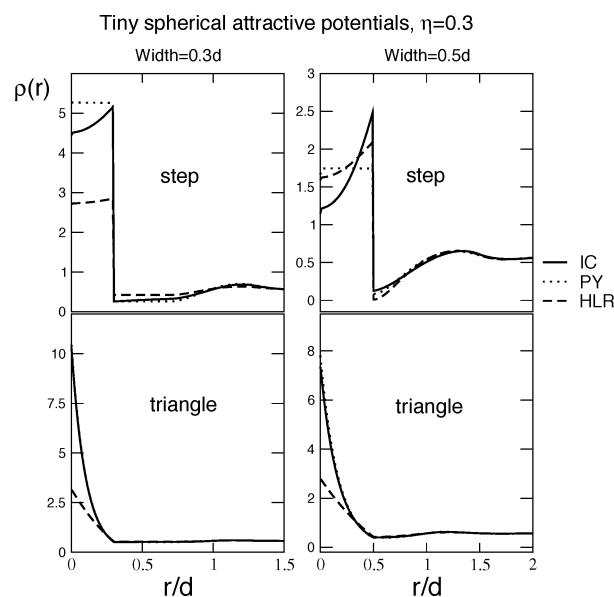 Tiny spherical attractive potentials, η=0.3
Width=0.3d
Width=0.5d
ρ(r)
5
4
3
2
1
0
step
3
2.5
2
1.5
1
0.5
0
step
IC
PY
HLR
10
7.5
5
2.5
0
triangle
8
6
4
2
0
triangle
0 0.5 1 1.5
0 0.5 1 1.5 2
r/d
r/d